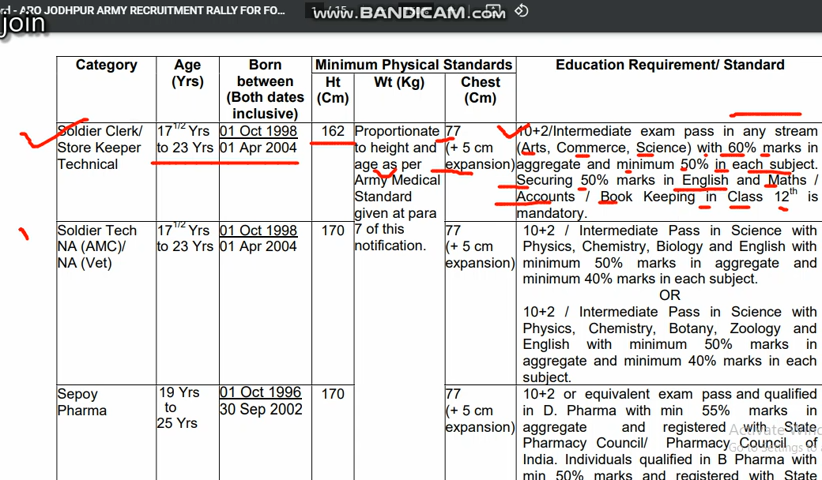 rd - ARO JODHPUR ARMY RECRUITMENT RALLY FOR FO...
www.BANDICAM.com
/ 15
join
Category
Age
(Yrs)
Born
between
(Both dates
inclusive)
Minimum Physical Standards
Ht
(Cm)
Wt (Kg)
Chest
(Cm)
Education Requirement/ Standard
Soldier Clerk/
Store Keeper
Technical
17 1/2 Yrs
to 23 Yrs
01 Oct 1998
01 Apr 2004
162
Proportionate
to height and
age as per
Army Medical
Standard
given at para
7 of this
notification.
77
(+ 5 cm
expansion)
10+2/Intermediate exam pass in any stream
(Arts, Commerce, Science) with 60% marks in
aggregate and minimum 50% in each subject.
Securing 50% marks in English and Maths /
Accounts / Book Keeping in Class 12th is
mandatory.
Soldier Tech
NA (AMC)/
NA (Vet)
17 1/2 Yrs
to 23 Yrs
01 Oct 1998
01 Apr 2004
170
77
(+ 5 cm
expansion)
10+2 / Intermediate Pass in Science with
Physics, Chemistry, Biology and English with
minimum 50% marks in aggregate and
minimum 40% marks in each subject.
OR
10+2 / Intermediate Pass in Science with
Physics, Chemistry, Botany, Zoology and
English with minimum 50% marks in
aggregate and minimum 40% marks in each
subject.
Sepoy
Pharma
19 Yrs
to
25 Yrs
01 Oct 1996
30 Sep 2002
170
77
(+ 5 cm
expansion)
10+2 or equivalent exam pass and qualified
in D. Pharma with min 55% marks in
aggregate and registered with State
Pharmacy Council/ Pharmacy Council of
India. Individuals qualified in B Pharma with
min 50% marks and registered with State
Activate Wind
Go to Settings to